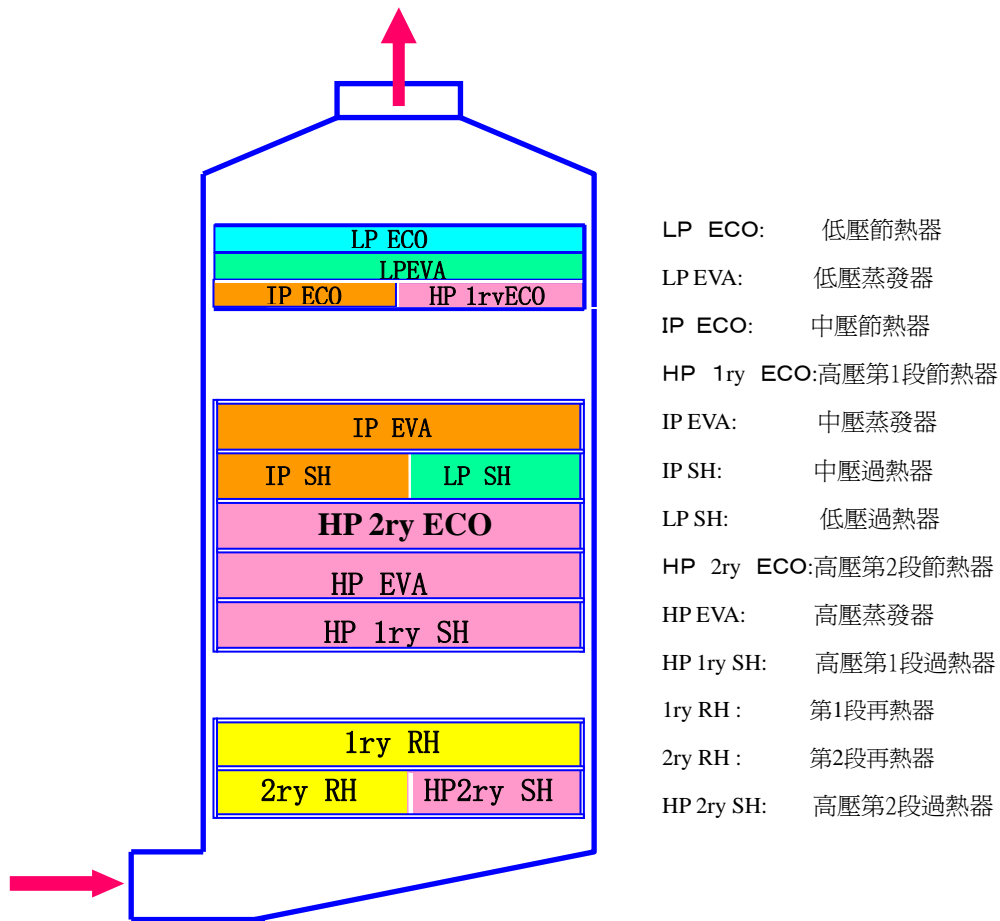 LP ECO
LPEVA
IP ECO HP 1rvECO
IP EVA
IP SH LP SH
HP 2ry ECO
HP EVA
HP 1ry SH
1ry RH
2ry RH HP2ry SH
LP ECO: 低壓節熱器
LP EVA: 低壓蒸發器
IP ECO: 中壓節熱器
HP 1ry ECO:高壓第1段節熱器
IP EVA: 中壓蒸發器
IP SH: 中壓過熱器
LP SH: 低壓過熱器
HP 2ry ECO:高壓第2段節熱器
HP EVA: 高壓蒸發器
HP 1ry SH: 高壓第1段過熱器
1ry RH : 第1段再熱器
2ry RH : 第2段再熱器
HP 2ry SH: 高壓第2段過熱器